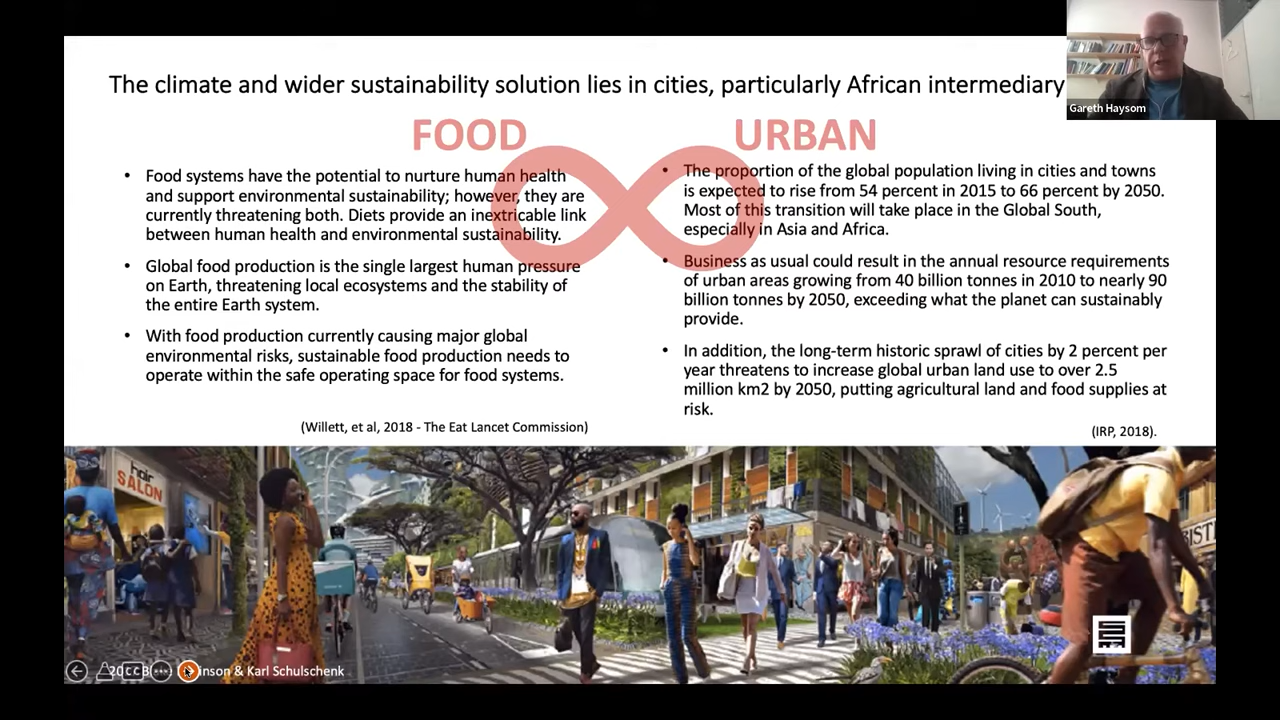 The climate and wider sustainability solution lies in cities, particularly African intermediary
Gareth Haysom
FOOD
• Food systems have the potential to nurture human health
and support environmental sustainability; however, they are
currently threatening both. Diets provide an inextricable link
between human health and environmental sustainability.
• Global food production is the single largest human pressure
on Earth, threatening local ecosystems and the stability of
the entire Earth system.
• With food production currently causing major global
environmental risks, sustainable food production needs to
operate within the safe operating space for food systems.
(Willett, et al, 2018 - The Eat Lancet Commission)
URBAN
• The proportion of the global population living in cities and towns
is expected to rise from 54 percent in 2015 to 66 percent by 2050.
Most of this transition will take place in the Global South,
especially in Asia and Africa.
• Business as usual could result in the annual resource requirements
of urban areas growing from 40 billion tonnes in 2010 to nearly 90
billion tonnes by 2050, exceeding what the planet can sustainably
provide.
• In addition, the long-term historic sprawl of cities by 2 percent per
year threatens to increase global urban land use to over 2.5
million km2 by 2050, putting agricultural land and food supplies at
risk.
(IRP, 2018).
hair
SALON
BIST
& Karl Schulschenk